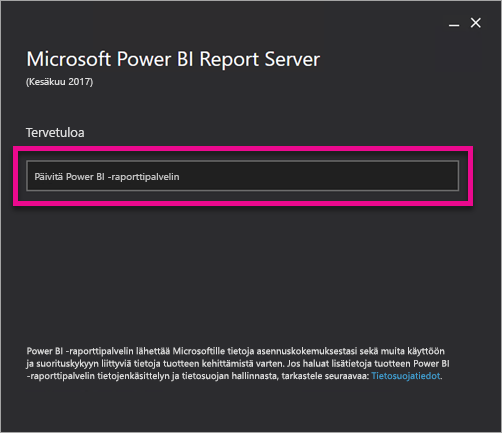 Microsoft Power BI Report Server
(Kesäkuu 2017)
Tervetuloa
Päivitä Power BI -raporttipalvelin
Power BI -raporttipalvelin lähettää Microsoftille tietoja asennuskokemuksestasi sekä muita käyttöön
ja suorituskykyyn liittyviä tietoja tuotteen kehittämistä varten. Jos haluat lisätietoja tuotteen Power BI
-raporttipalvelin tietojenkäsittelyn ja tietosuojan hallinnasta, tarkastele seuraavaa: Tietosuojatiedot.